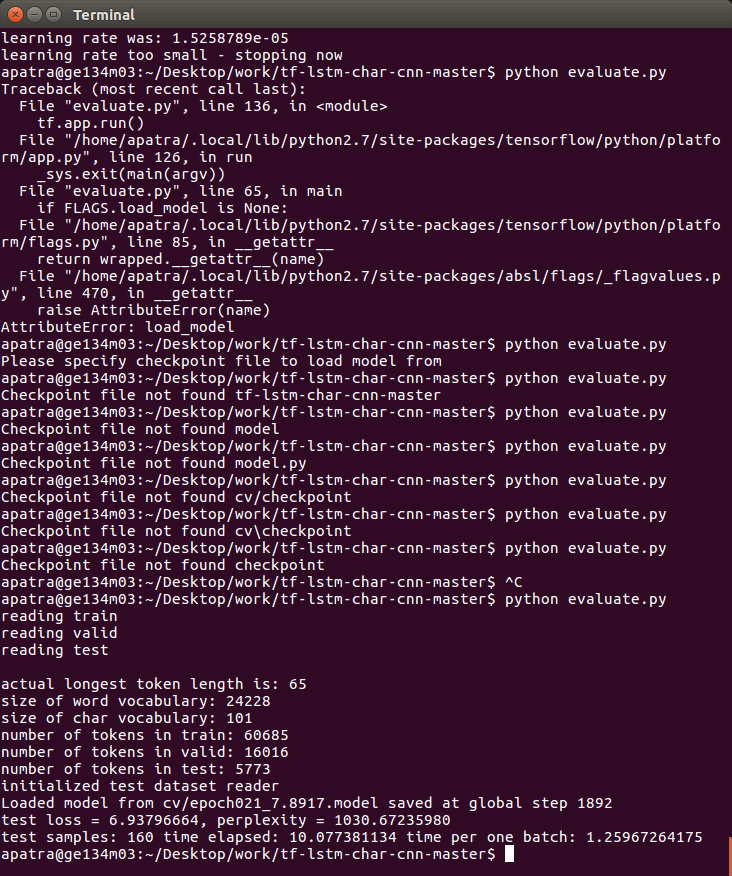 Terminal
learning rate was: 1.5258789e-05
learning rate too small - stopping now
apatra@ge134m03:~/Desktop/work/tf-lstm-char-cnn-master$ python evaluate.py
Traceback (most recent call last):
  File "evaluate.py", line 136, in <module>
    tf.app.run()
  File "/home/apatra/.local/lib/python2.7/site-packages/tensorflow/python/platfo
rm/app.py", line 126, in run
    _sys.exit(main(argv))
  File "evaluate.py", line 65, in main
    if FLAGS.load_model is None:
  File "/home/apatra/.local/lib/python2.7/site-packages/tensorflow/python/platfo
rm/flags.py", line 85, in __getattr__
    return wrapped.__getattr__(name)
  File "/home/apatra/.local/lib/python2.7/site-packages/absl/flags/_flagvalues.p
y", line 470, in __getattr__
    raise AttributeError(name)
AttributeError: load_model
apatra@ge134m03:~/Desktop/work/tf-lstm-char-cnn-master$ python evaluate.py
Please specify checkpoint file to load model from
apatra@ge134m03:~/Desktop/work/tf-lstm-char-cnn-master$ python evaluate.py
Checkpoint file not found tf-lstm-char-cnn-master
apatra@ge134m03:~/Desktop/work/tf-lstm-char-cnn-master$ python evaluate.py
Checkpoint file not found model
apatra@ge134m03:~/Desktop/work/tf-lstm-char-cnn-master$ python evaluate.py
Checkpoint file not found model.py
apatra@ge134m03:~/Desktop/work/tf-lstm-char-cnn-master$ python evaluate.py
Checkpoint file not found cv/checkpoint
apatra@ge134m03:~/Desktop/work/tf-lstm-char-cnn-master$ python evaluate.py
Checkpoint file not found cv\checkpoint
apatra@ge134m03:~/Desktop/work/tf-lstm-char-cnn-master$ python evaluate.py
Checkpoint file not found checkpoint
apatra@ge134m03:~/Desktop/work/tf-lstm-char-cnn-master$ ^C
apatra@ge134m03:~/Desktop/work/tf-lstm-char-cnn-master$ python evaluate.py
reading train
reading valid
reading test

actual longest token length is: 65
size of word vocabulary: 24228
size of char vocabulary: 101
number of tokens in train: 60685
number of tokens in valid: 16016
number of tokens in test: 5773
initialized test dataset reader
Loaded model from cv/epoch021_7.8917.model saved at global step 1892
test loss = 6.93796664, perplexity = 1030.67235980
test samples: 160 time elapsed: 10.077381134 time per one batch: 1.25967264175
apatra@ge134m03:~/Desktop/work/tf-lstm-char-cnn-master$